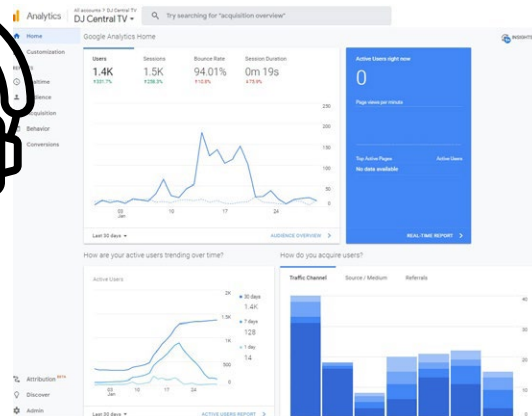 Analytics
All accounts > DJ Central TV
DJ Central TV
Try searching for "acquisition overview"
Home
Customization
Behavior
Conversions
Attribution BETA
Discover
Admin
Google Analytics Home
INSIGHTS
Users
1.4K
Sessions
1.5K
Bounce Rate
94.01%
Session Duration
0m 19s
250
200
150
100
50
0
03
Jan
10
17
24
Last 30 days
AUDIENCE OVERVIEW >
Active Users right now
0
Page views per minute
Top Active Pages
Active Users
No data available
REAL-TIME REPORT >
How are your active users trending over time?
Active Users
2K
1.5K
1K
500
0
30 days
1.4K
7 days
128
1 day
14
03
Jan
10
17
24
Last 30 days
ACTIVE USERS REPORT >
How do you acquire users?
Traffic Channel
Source / Medium
Referrals
40
30
20
10
0